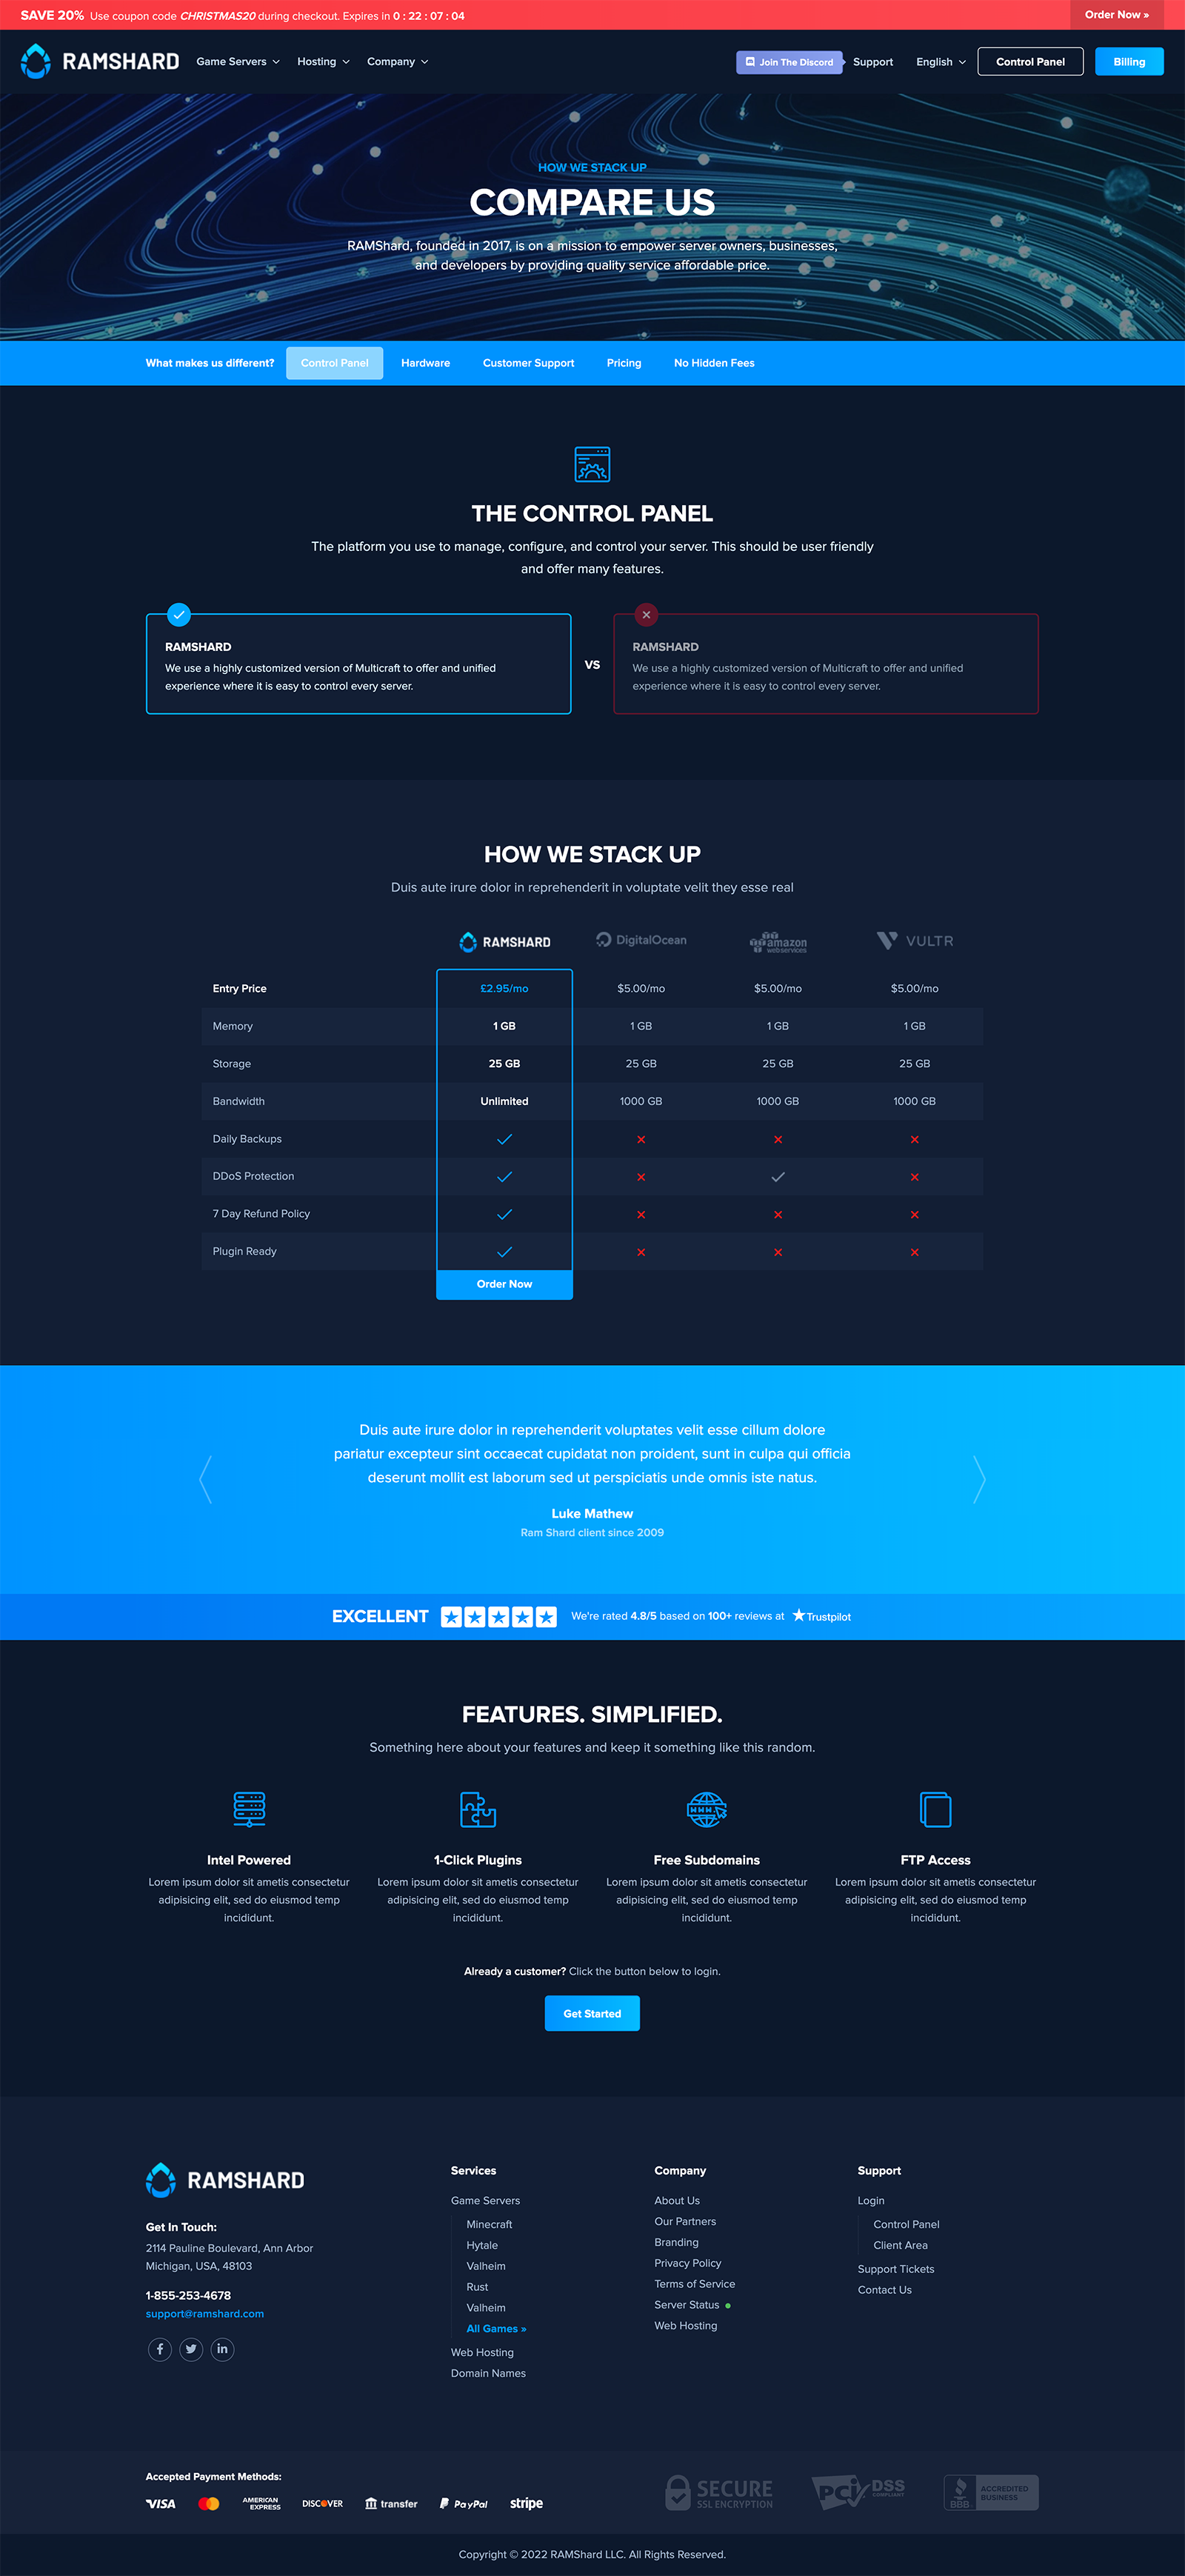 SAVE 20% Use coupon code CHRISTMAS20 during checkout. Expires in 0 : 22 : 07 : 04
Order Now »
RAMSHARD
Game Servers
Hosting
Company
Join The Discord
Support
English
Control Panel
Billing
HOW WE STACK UP
COMPARE US
RAMShard, founded in 2017, is on a mission to empower server owners, businesses,
and developers by providing quality service affordable price.
What makes us different?
Control Panel
Hardware
Customer Support
Pricing
No Hidden Fees
THE CONTROL PANEL
The platform you use to manage, configure, and control your server. This should be user friendly
and offer many features.
RAMSHARD
We use a highly customized version of Multicraft to offer and unified
experience where it is easy to control every server.
VS
RAMSHARD
We use a highly customized version of Multicraft to offer and unified
experience where it is easy to control every server.
HOW WE STACK UP
Duis aute irure dolor in reprehenderit in voluptate velit they esse real
RAMSHARD DigitalOcean amazon webservices VULTR
Entry Price £2.95/mo $5.00/mo $5.00/mo $5.00/mo
Memory 1 GB 1 GB 1 GB 1 GB
Storage 25 GB 25 GB 25 GB 25 GB
Bandwidth Unlimited 1000 GB 1000 GB 1000 GB
Daily Backups
DDoS Protection
7 Day Refund Policy
Plugin Ready
Order Now
Duis aute irure dolor in reprehenderit voluptates velit esse cillum dolore
pariatur excepteur sint occaecat cupidatat non proident, sunt in culpa qui officia
deserunt mollit est laborum sed ut perspiciatis unde omnis iste natus.
Luke Mathew
Ram Shard client since 2009
EXCELLENT
We're rated 4.8/5 based on 100+ reviews at Trustpilot
FEATURES. SIMPLIFIED.
Something here about your features and keep it something like this random.
Intel Powered
Lorem ipsum dolor sit ametis consectetur
adipisicing elit, sed do eiusmod temp
incididunt.
1-Click Plugins
Lorem ipsum dolor sit ametis consectetur
adipisicing elit, sed do eiusmod temp
incididunt.
WWW.
Free Subdomains
Lorem ipsum dolor sit ametis consectetur
adipisicing elit, sed do eiusmod temp
incididunt.
FTP Access
Lorem ipsum dolor sit ametis consectetur
adipisicing elit, sed do eiusmod temp
incididunt.
Already a customer? Click the button below to login.
Get Started
RAMSHARD
Get In Touch:
2114 Pauline Boulevard, Ann Arbor
Michigan, USA, 48103
1-855-253-4678
support@ramshard.com
Services
Game Servers
Minecraft
Hytale
Valheim
Rust
Valheim
All Games »
Web Hosting
Domain Names
Company
About Us
Our Partners
Branding
Privacy Policy
Terms of Service
Server Status
Web Hosting
Support
Login
Control Panel
Client Area
Support Tickets
Contact Us
Accepted Payment Methods:
VISA
AMERICAN
EXPRESS
DISCOVER
transfer
PayPal
stripe
SECURE
SSL ENCRYPTION
PCI DSS
COMPLIANT
BBB
ACCREDITED
BUSINESS
Copyright © 2022 RAMShard LLC. All Rights Reserved.